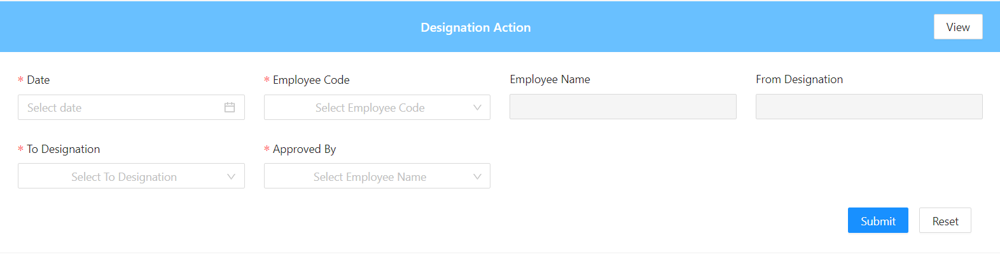 Designation Action
View
* Date
* Employee Code
Employee Name
From Designation
Select date
Select Employee Code
* To Designation
* Approved By
Select To Designation
Select Employee Name
Submit
Reset